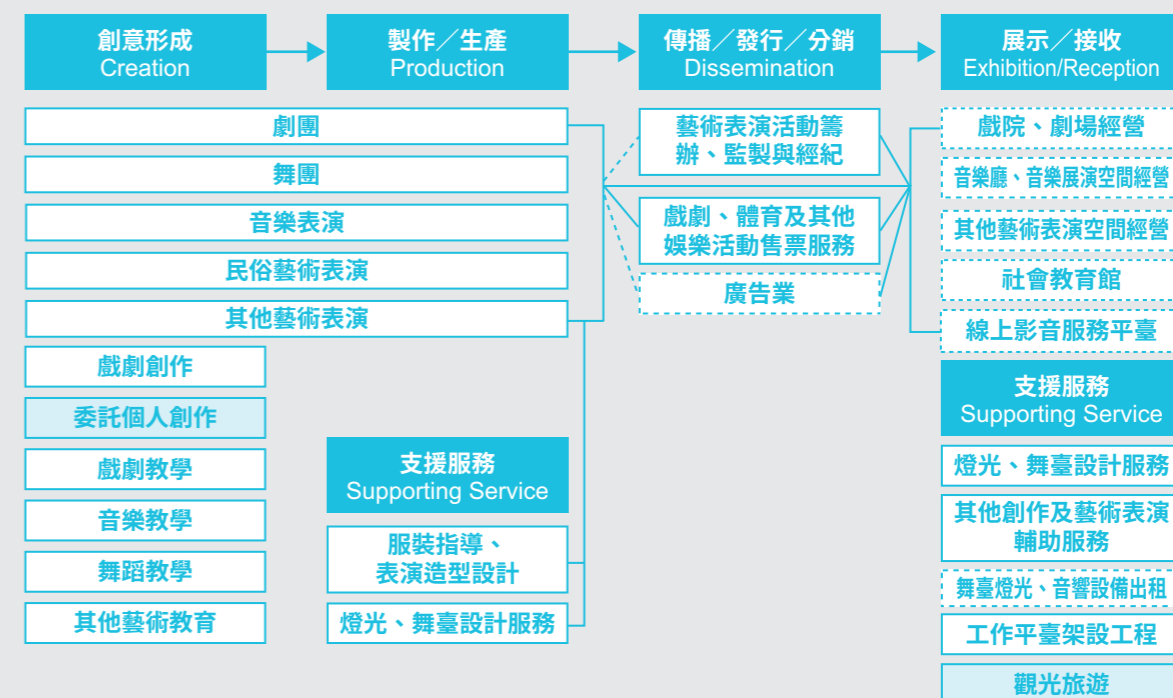 創意形成
Creation
製作／生產
Production
傳播／發行／分銷
Dissemination
展示／接收
Exhibition/Reception
劇團
舞團
音樂表演
民俗藝術表演
其他藝術表演
戲劇創作
委託個人創作
戲劇教學
音樂教學
舞蹈教學
其他藝術教育
支援服務
Supporting Service
服裝指導、
表演造型設計
燈光、舞臺設計服務
藝術表演活動籌
辦、監製與經紀
戲劇、體育及其他
娛樂活動售票服務
廣告業
戲院、劇場經營
音樂廳、音樂展演空間經營
其他藝術表演空間經營
社會教育館
線上影音服務平臺
支援服務
Supporting Service
燈光、舞臺設計服務
其他創作及藝術表演
輔助服務
舞臺燈光、音響設備出租
工作平臺架設工程
觀光旅遊